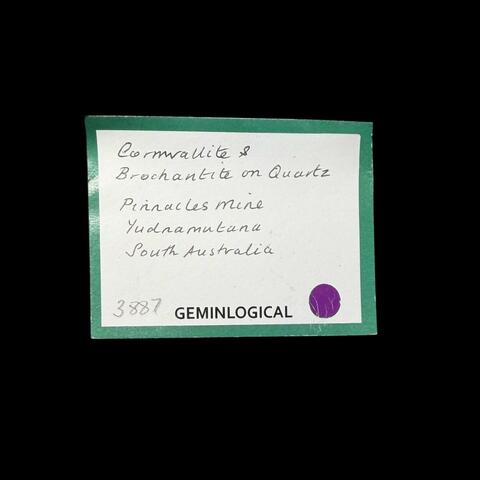 Cornwallite &
Brochantite on Quartz
Pinnacles Mine
Yudnamutana
South Australia
3887 GEMINLOGICAL